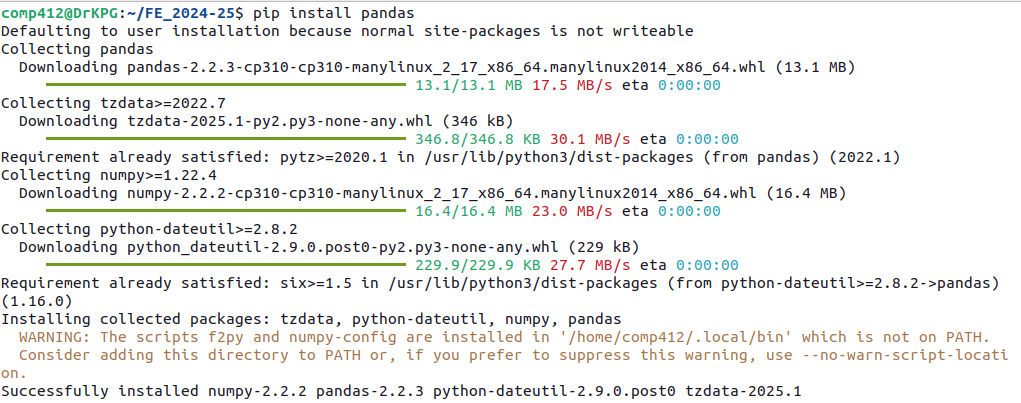 comp412@DrKPG:~/FE_2024-25$ pip install pandas
Defaulting to user installation because normal site-packages is not writeable
Collecting pandas
  Downloading pandas-2.2.3-cp310-cp310-manylinux_2_17_x86_64.manylinux2014_x86_64.whl (13.1 MB)
13.1/13.1 MB 17.5 MB/s eta 0:00:00
Collecting tzdata>=2022.7
  Downloading tzdata-2025.1-py2.py3-none-any.whl (346 kB)
346.8/346.8 KB 30.1 MB/s eta 0:00:00
Requirement already satisfied: pytz>=2020.1 in /usr/lib/python3/dist-packages (from pandas) (2022.1)
Collecting numpy>=1.22.4
  Downloading numpy-2.2.2-cp310-cp310-manylinux_2_17_x86_64.manylinux2014_x86_64.whl (16.4 MB)
16.4/16.4 MB 23.0 MB/s eta 0:00:00
Collecting python-dateutil>=2.8.2
  Downloading python_dateutil-2.9.0.post0-py2.py3-none-any.whl (229 kB)
229.9/229.9 KB 27.7 MB/s eta 0:00:00
Requirement already satisfied: six>=1.5 in /usr/lib/python3/dist-packages (from python-dateutil>=2.8.2->pandas)
(1.16.0)
Installing collected packages: tzdata, python-dateutil, numpy, pandas
  WARNING: The scripts f2py and numpy-config are installed in '/home/comp412/.local/bin' which is not on PATH.
  Consider adding this directory to PATH or, if you prefer to suppress this warning, use --no-warn-script-locati
on.
Successfully installed numpy-2.2.2 pandas-2.2.3 python-dateutil-2.9.0.post0 tzdata-2025.1